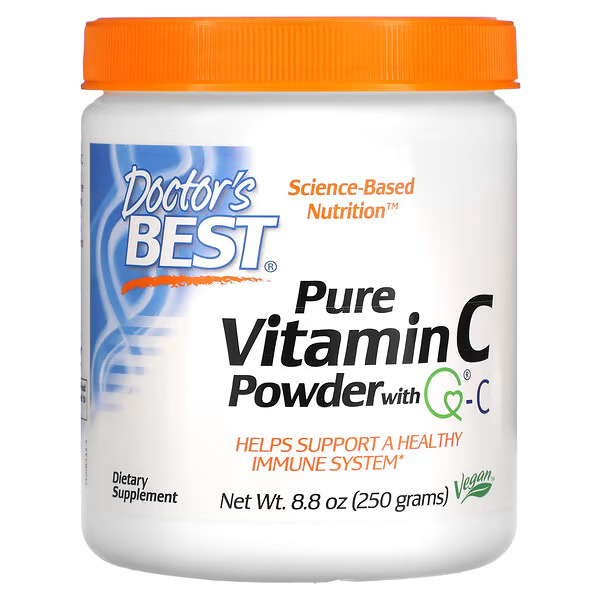 Doctor's
BEST®
Science-Based
Nutrition™
Pure
Vitamin C
Powder with Q®-C
HELPS SUPPORT A HEALTHY
IMMUNE SYSTEM*
Dietary
Supplement
Net Wt. 8.8 oz (250 grams)
Vegan™